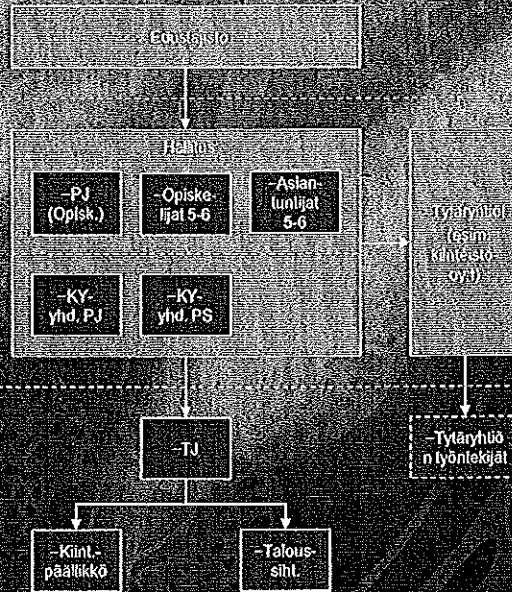 Edustajisto
Hallitus
–PJ
(Opisk.)
–Opiske-
lijat 5-6
–Asian-
tuntijat
5-6
–Tytäryhtiöt
(esim.
kiinteistö-
oy:t)
–KY-
yhd. PJ
–KY-
yhd. PS
–TJ
–Tytäryhtiö
n työntekijät
–Kiint.-
päällikkö
–Talous-
siht.